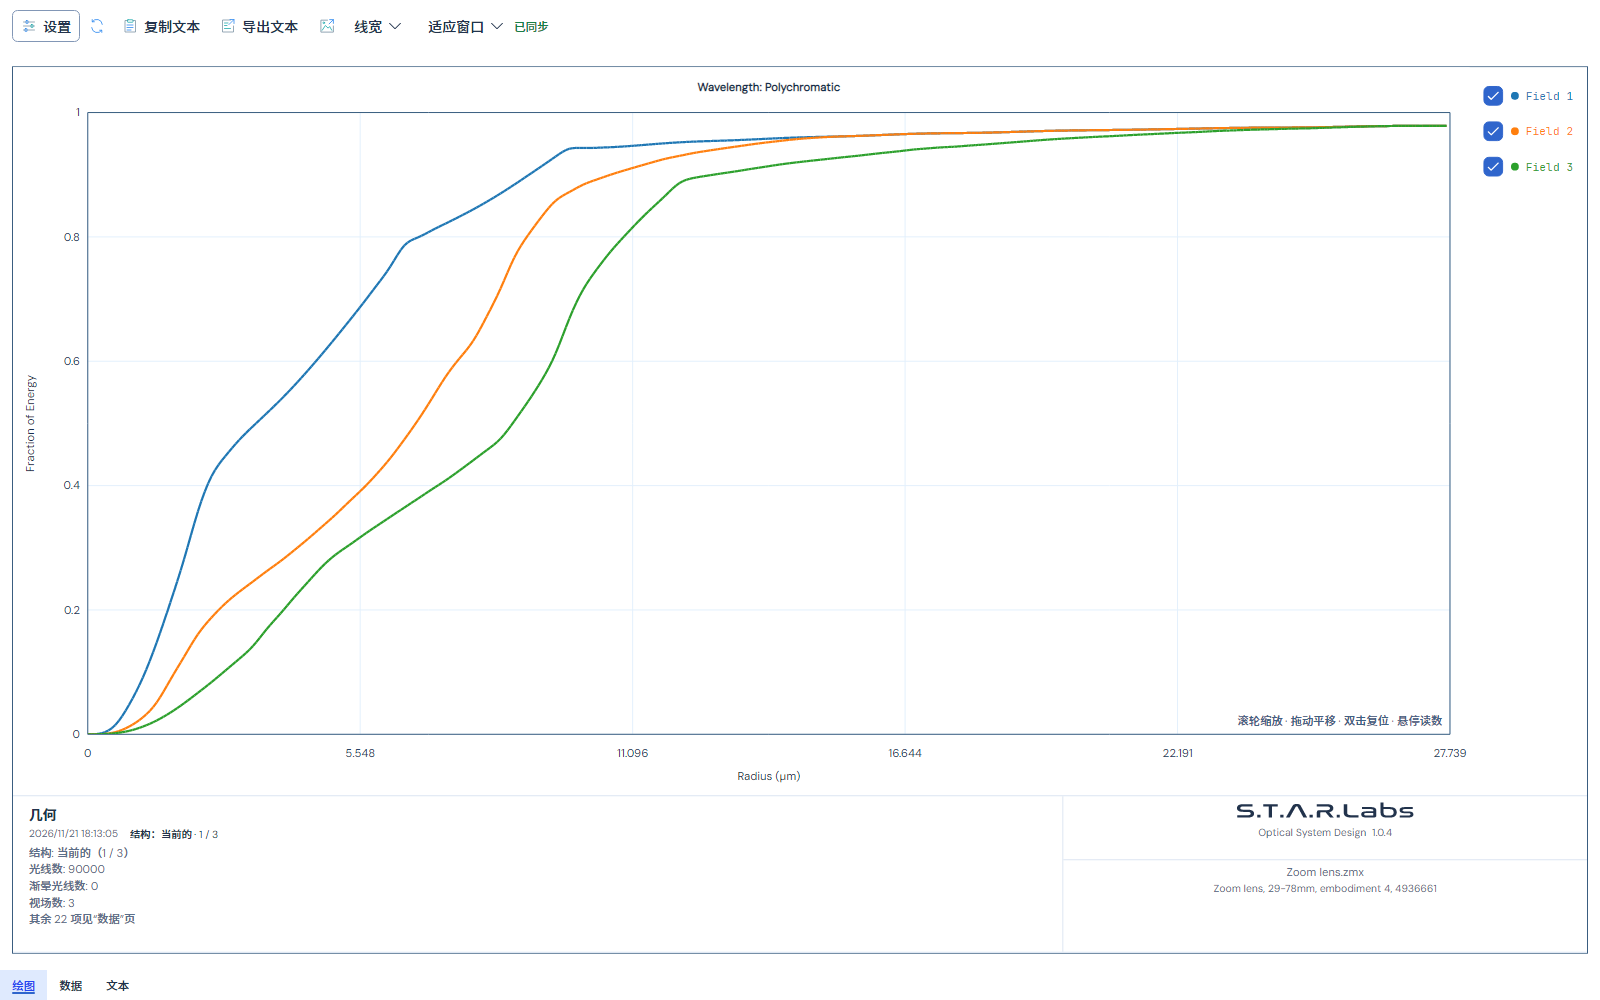 设置 复制文本 导出文本 线宽 适应窗口 已同步
Wavelength: Polychromatic
Field 1
Field 2
Field 3
1
0.8
0.6
0.4
0.2
0
Fraction of Energy
滚轮缩放 · 拖动平移 · 双击复位 · 悬停读数
0 5.548 11.096 16.644 22.191 27.739
Radius (µm)
几何
2026/11/21 18:13:05 结构：当前的 · 1 / 3
结构: 当前的（1 / 3）
光线数: 90000
渐晕光线数: 0
视场数: 3
其余 22 项见“数据”页
S.T.A.R.Labs
Optical System Design 1.0.4
Zoom lens.zmx
Zoom lens, 29-78mm, embodiment 4, 4936661
绘图 数据 文本